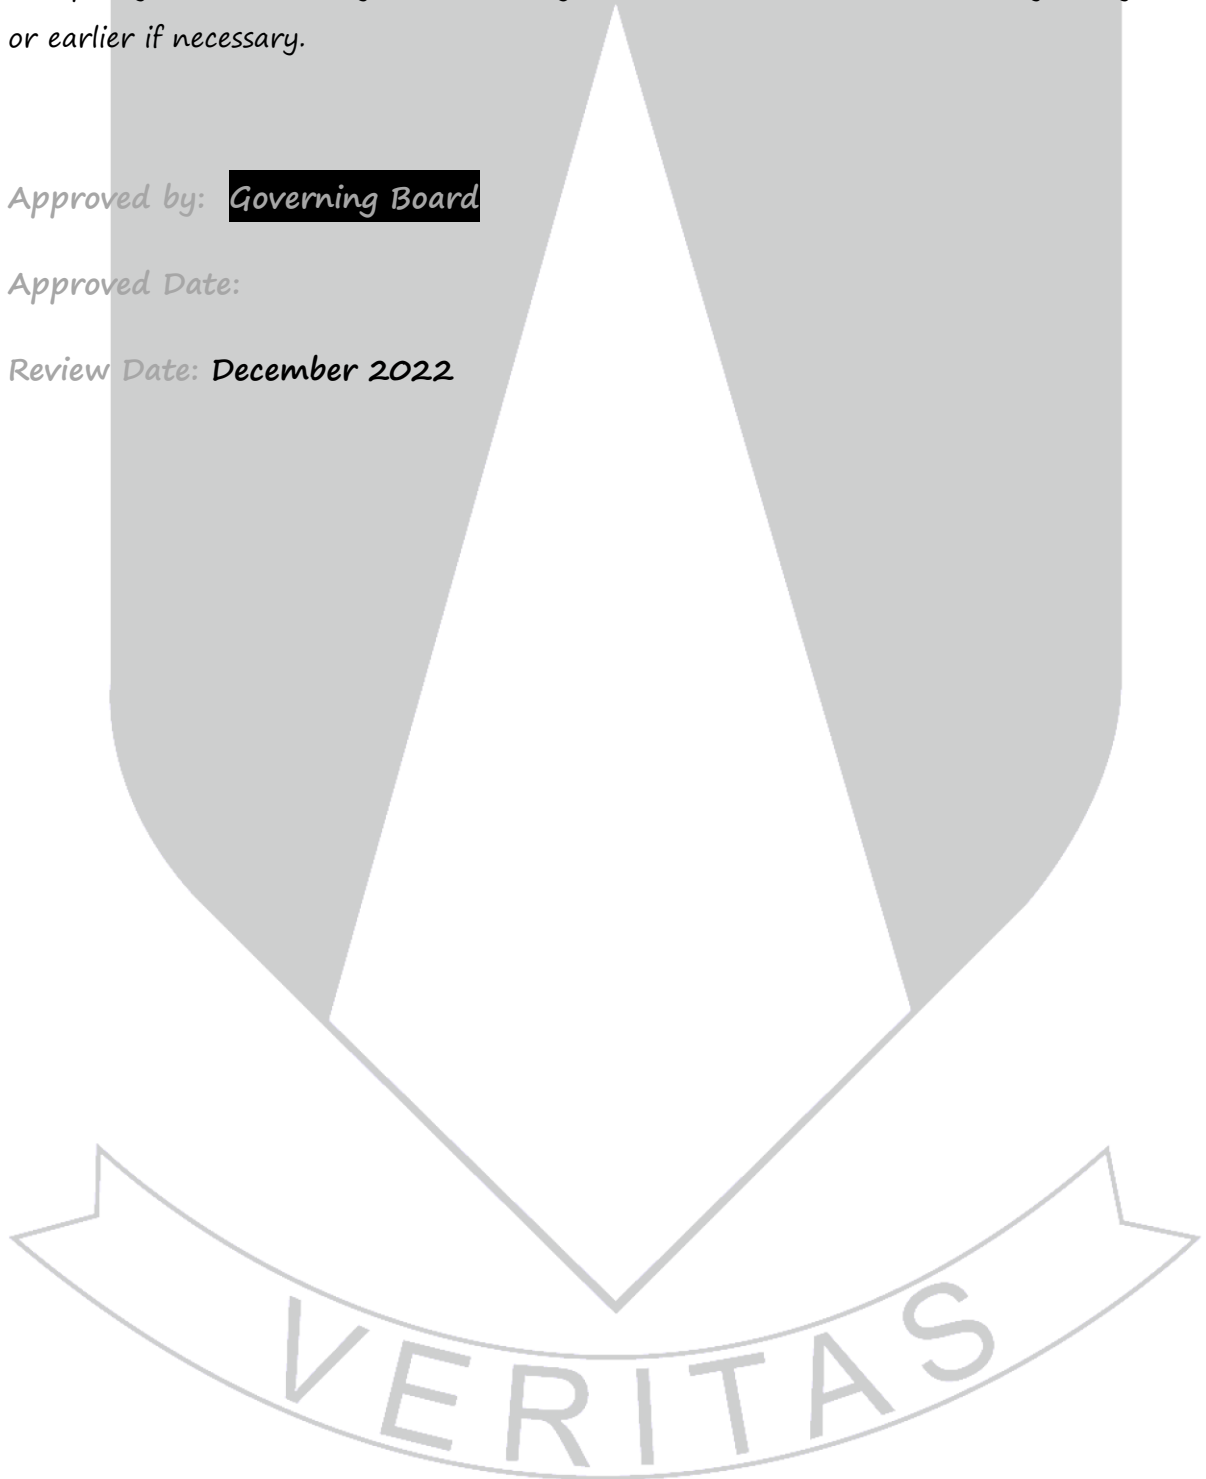 or earlier if necessary.
Approved by: Governing Board
Approved Date:
Review Date: December 2022
VERITAS